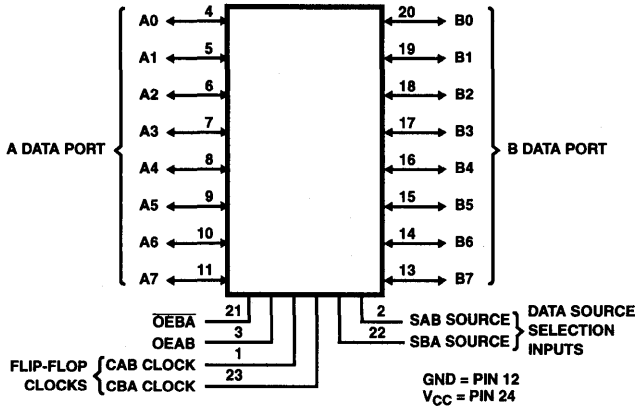 A0 4 20 B0
A1 5 19 B1
A2 6 18 B2
A3 7 17 B3
A DATA PORT B DATA PORT
A4 8 16 B4
A5 9 15 B5
A6 10 14 B6
A7 11 13 B7
O̅E̅B̅A̅ 21 2 SAB SOURCE
OEAB 3 22 SBA SOURCE
DATA SOURCE
SELECTION
INPUTS
FLIP-FLOP
CLOCKS
CAB CLOCK 1
CBA CLOCK 23
GND = PIN 12
VCC = PIN 24